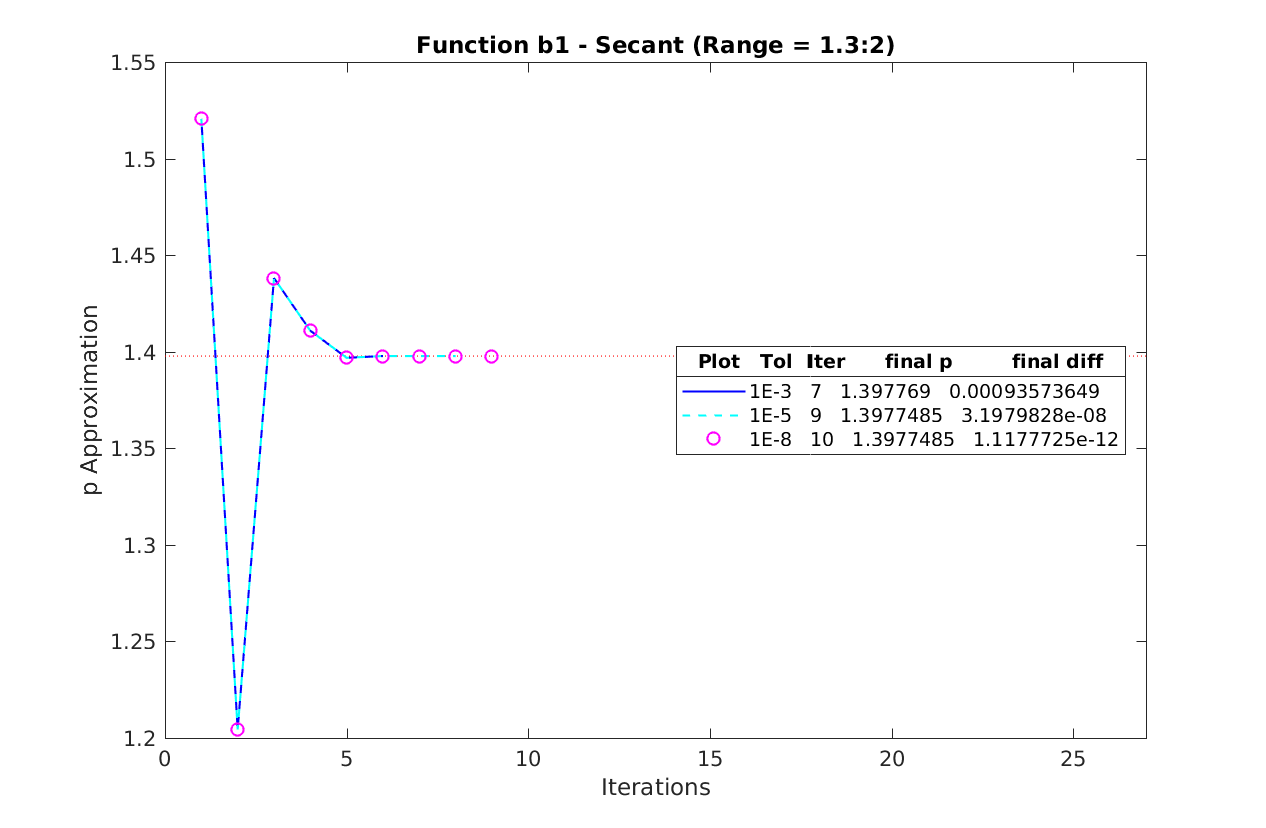 Function b1 - Secant (Range = 1.3:2)
1.55
1.5
1.45
1.4
1.35
1.3
1.25
1.2
p Approximation
0 5 10 15 20 25
Iterations
Plot Tol Iter final p final diff
1E-3 7 1.397769 0.00093573649
1E-5 9 1.3977485 3.1979828e-08
1E-8 10 1.3977485 1.1177725e-12